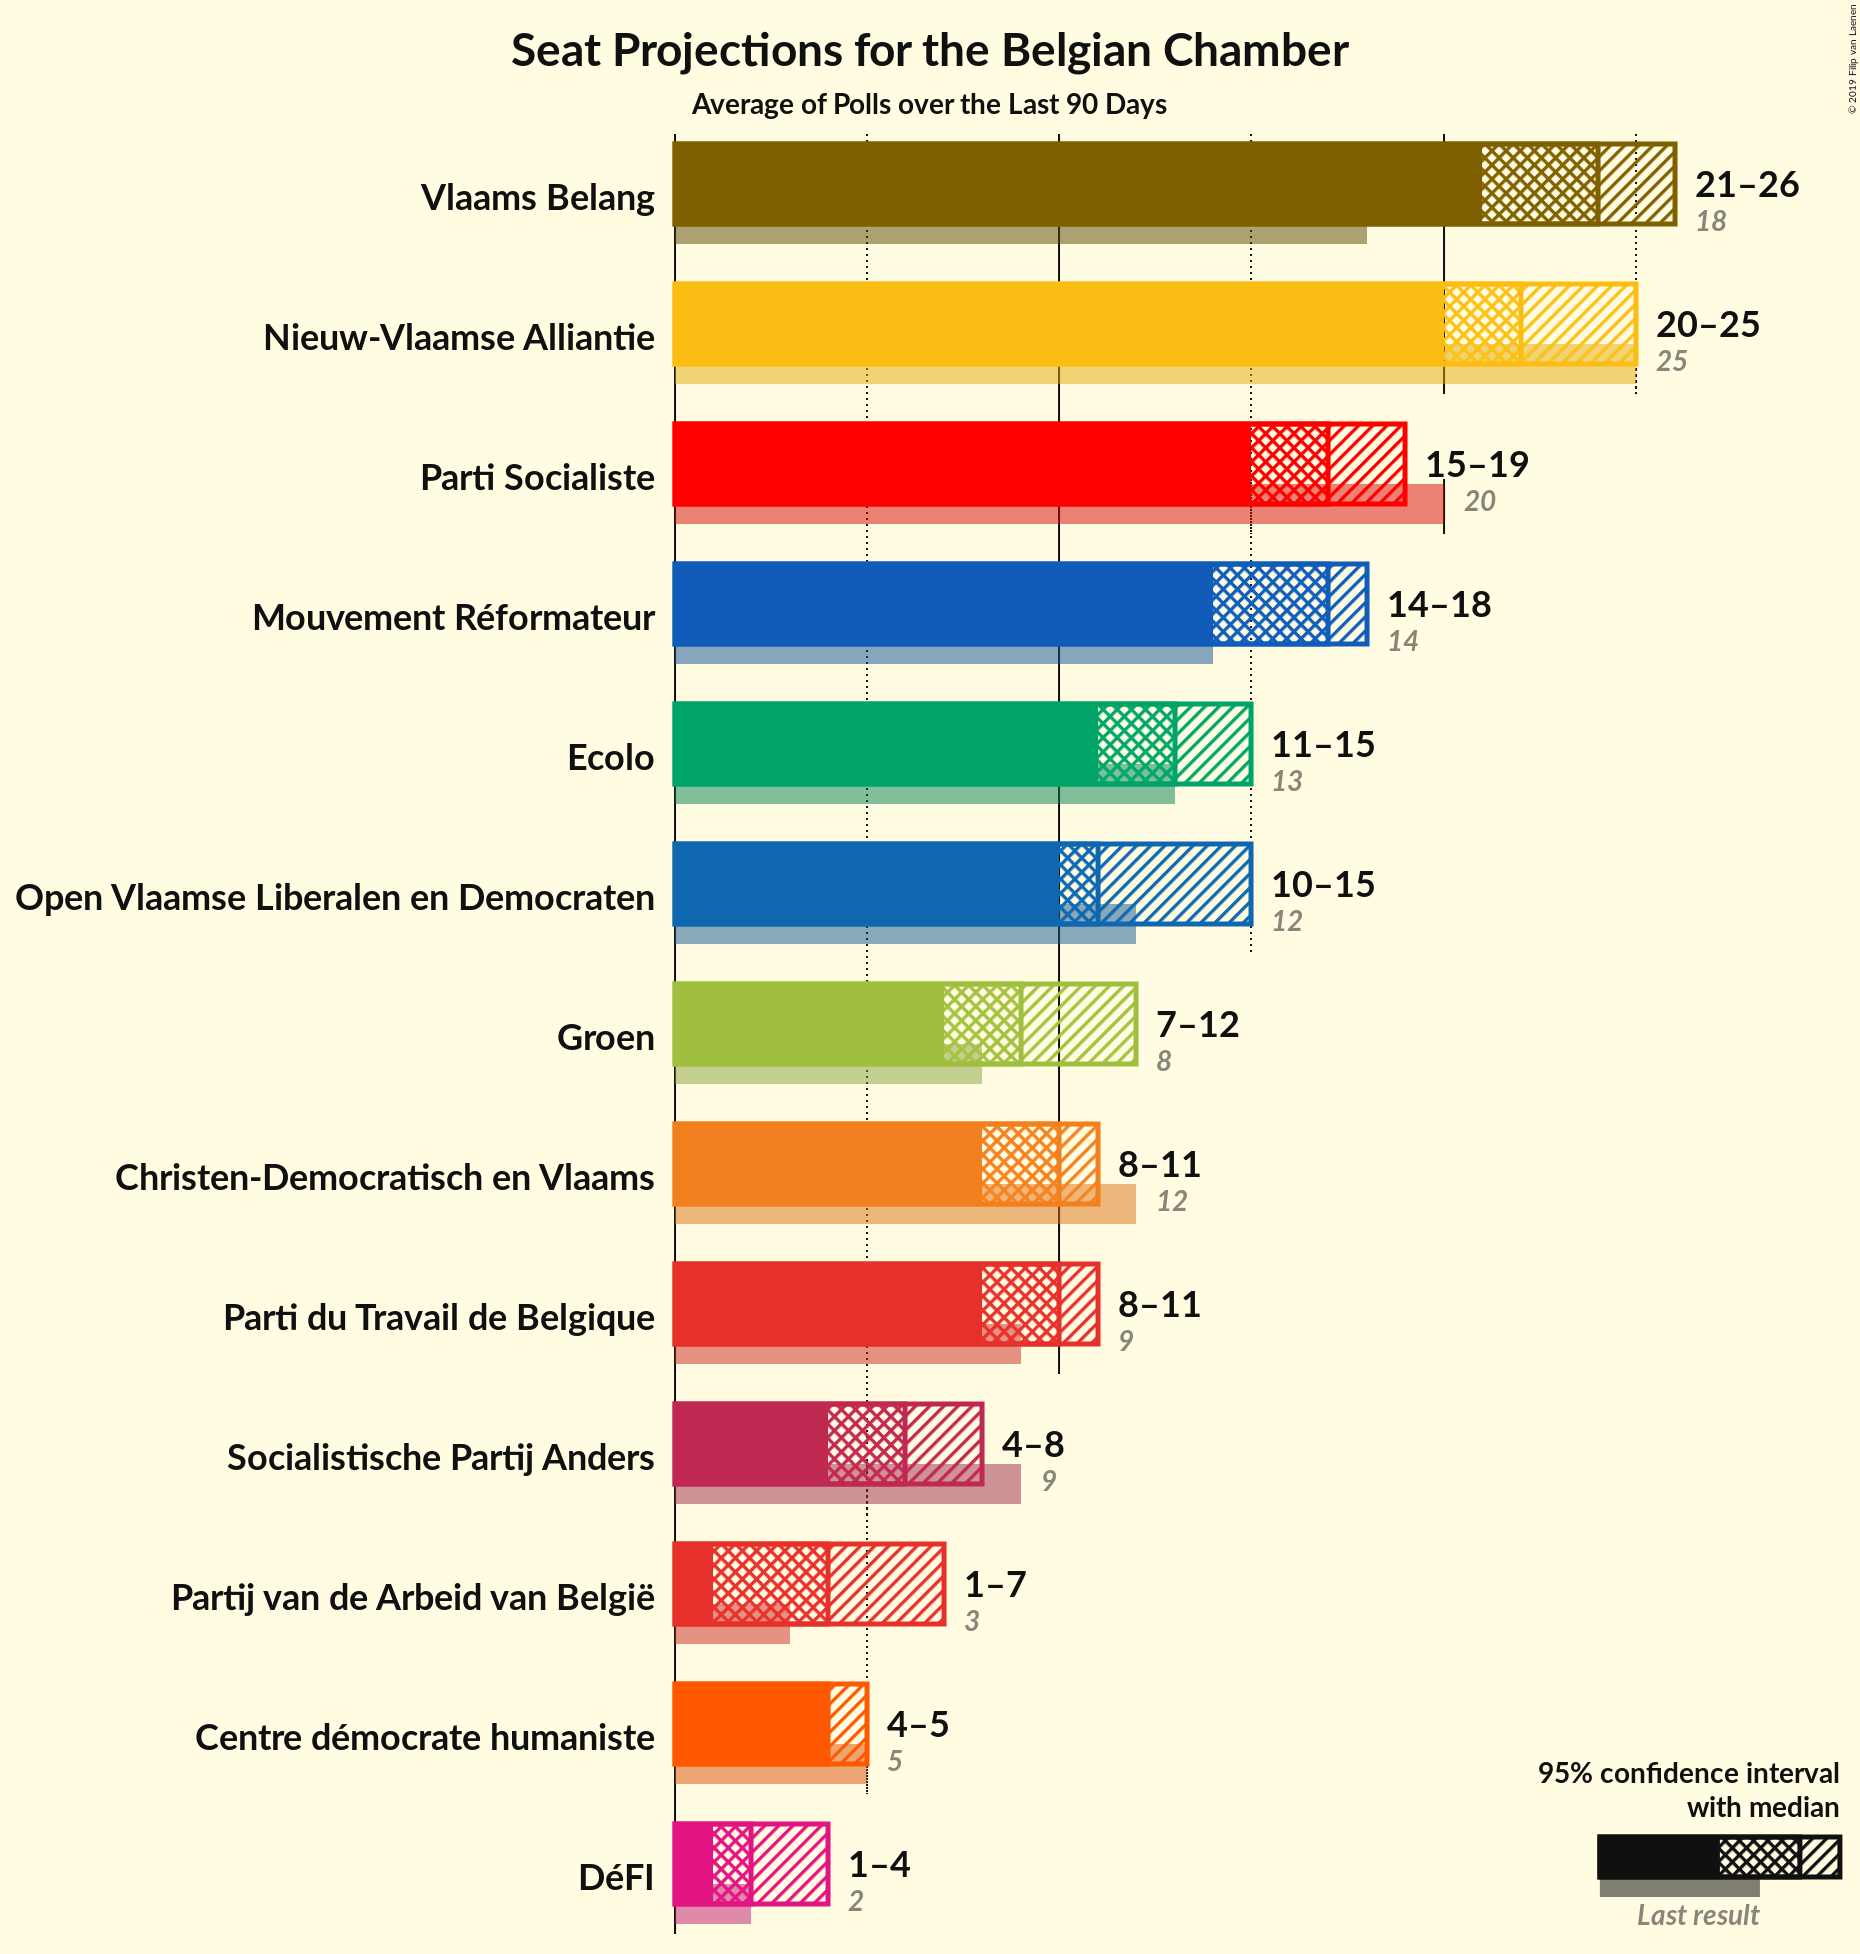 © 2019 Filip van Laenen
Seat Projections for the Belgian Chamber
Average of Polls over the Last 90 Days
Vlaams Belang
21–26
18
Nieuw-Vlaamse Alliantie
20–25
25
Parti Socialiste
15–19
20
Mouvement Réformateur
14–18
14
Ecolo
11–15
13
Open Vlaamse Liberalen en Democraten
10–15
12
Groen
7–12
8
Christen-Democratisch en Vlaams
8–11
12
Parti du Travail de Belgique
8–11
9
Socialistische Partij Anders
4–8
9
Partij van de Arbeid van België
1–7
3
Centre démocrate humaniste
4–5
5
DéFI
1–4
2
95% confidence interval
with median
Last result